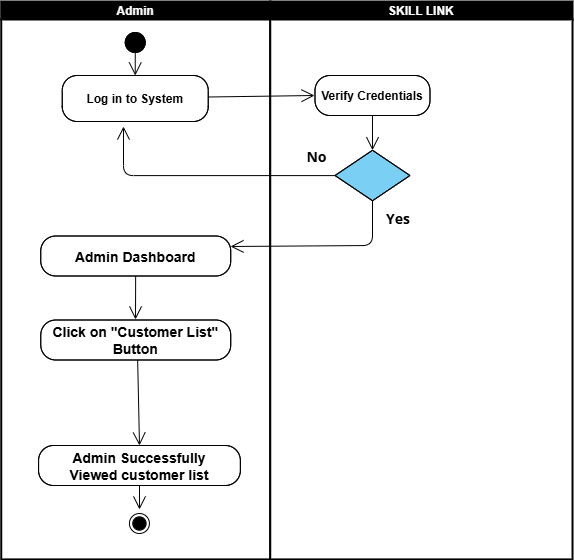 Admin
SKILL LINK
Log in to System
Verify Credentials
No
Yes
Admin Dashboard
Click on "Customer List"
Button
Admin Successfully
Viewed customer list